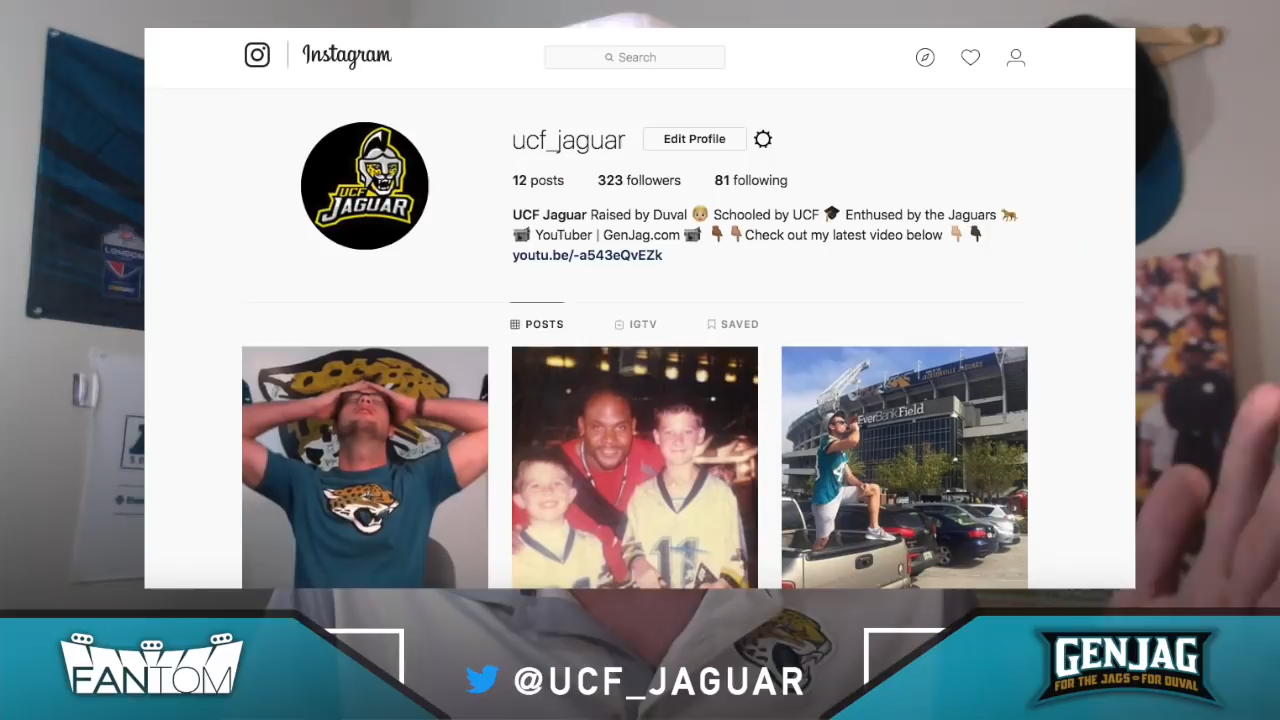 Instagram
Search
ucf_jaguar
Edit Profile
12 posts 323 followers 81 following
UCF Jaguar Raised by Duval 👨🏼 Schooled by UCF 🎓 Enthused by the Jaguars 🐆
📹 YouTuber | GenJag.com 📹 👇🏾 👇🏽Check out my latest video below 👇🏼 👇🏿
youtu.be/-a543eQvEZk
UCF
JAGUAR
POSTS
IGTV
SAVED
EverBank Field
11
LONDON
FANTOM
@UCF_JAGUAR
GENJAG
FOR THE JAGS - FOR DUVAL